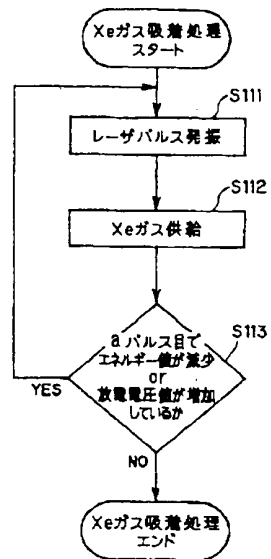 Xeガス吸着処理
スタート
S111
レーザパルス発振
S112
Xeガス供給
S113
aパルス目で
エネルギー値が減少
or
放電電圧値が増加
しているか
YES
NO
Xeガス吸着処理
エンド